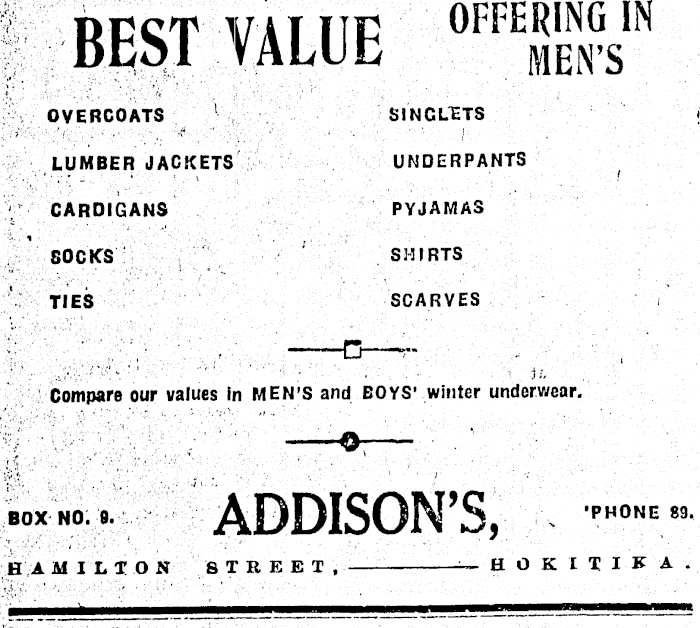 BEST VALUE OFFERING IN
MEN'S
OVERCOATS SINGLETS
LUMBER JACKETS UNDERPANTS
CARDIGANS PYJAMAS
SOCKS SHIRTS
TIES SCARVES
Compare our values in MEN'S and BOYS' winter underwear.
BOX NO. 9. ADDISON'S, 'PHONE 89.
HAMILTON STREET, HOKITIKA.